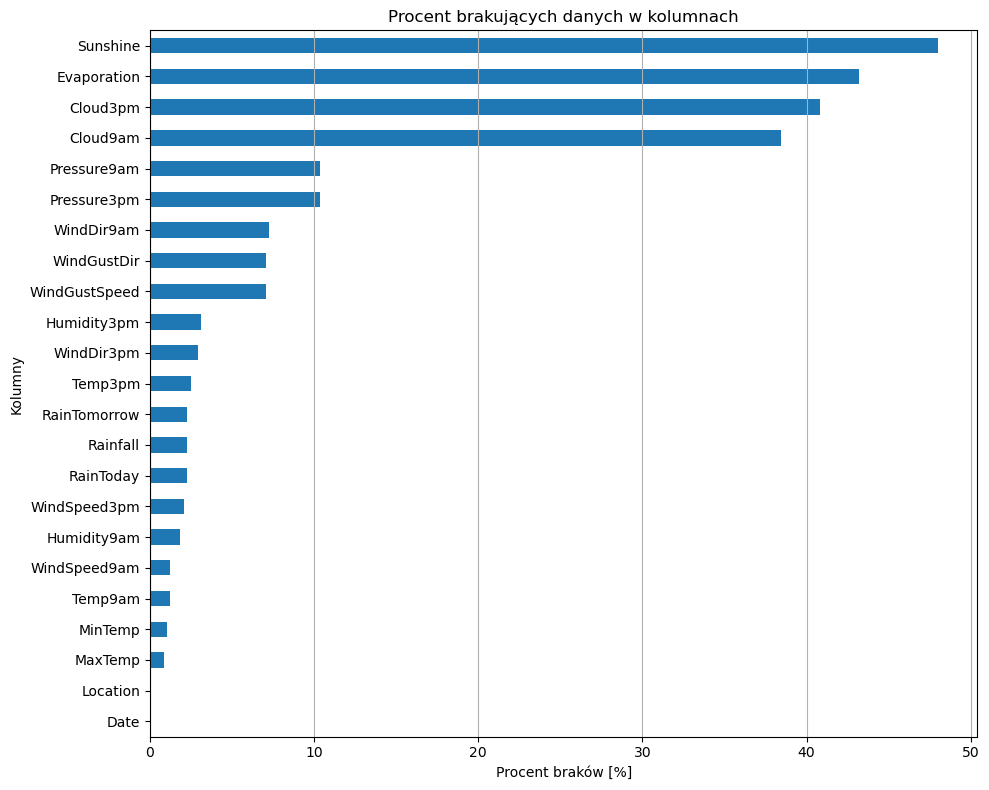 Procent brakujących danych w kolumnach
Sunshine
Evaporation
Cloud3pm
Cloud9am
Pressure9am
Pressure3pm
WindDir9am
WindGustDir
WindGustSpeed
Humidity3pm
WindDir3pm
Temp3pm
RainTomorrow
Rainfall
RainToday
WindSpeed3pm
Humidity9am
WindSpeed9am
Temp9am
MinTemp
MaxTemp
Location
Date
Kolumny
0 10 20 30 40 50
Procent braków [%]